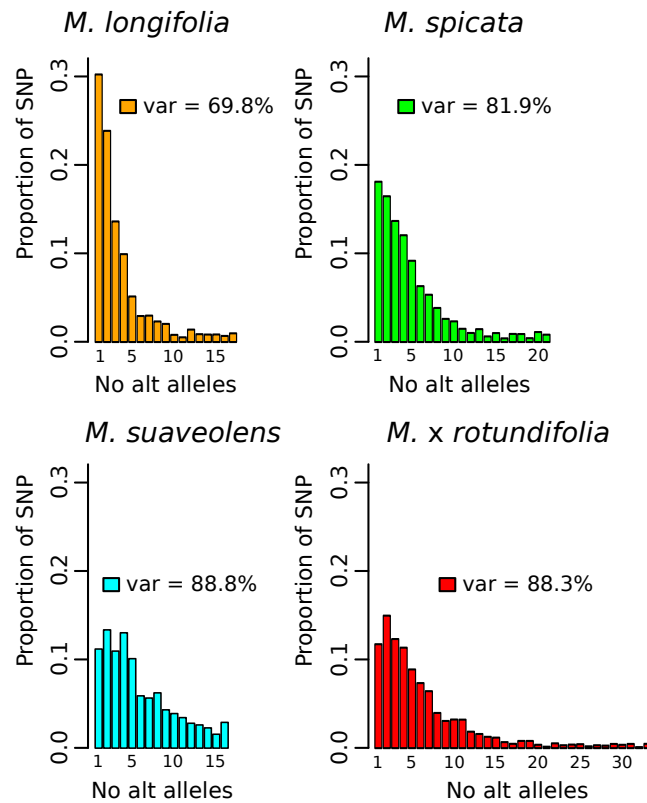 M. longifolia
Proportion of SNP
0.0 0.1 0.2 0.3
var = 69.8%
1 5 10 15
No alt alleles
M. spicata
Proportion of SNP
0.0 0.1 0.2 0.3
var = 81.9%
1 5 10 15 20
No alt alleles
M. suaveolens
Proportion of SNP
0.0 0.1 0.2 0.3
var = 88.8%
1 5 10 15
No alt alleles
M. x rotundifolia
Proportion of SNP
0.0 0.1 0.2 0.3
var = 88.3%
1 5 10 15 20 30
No alt alleles